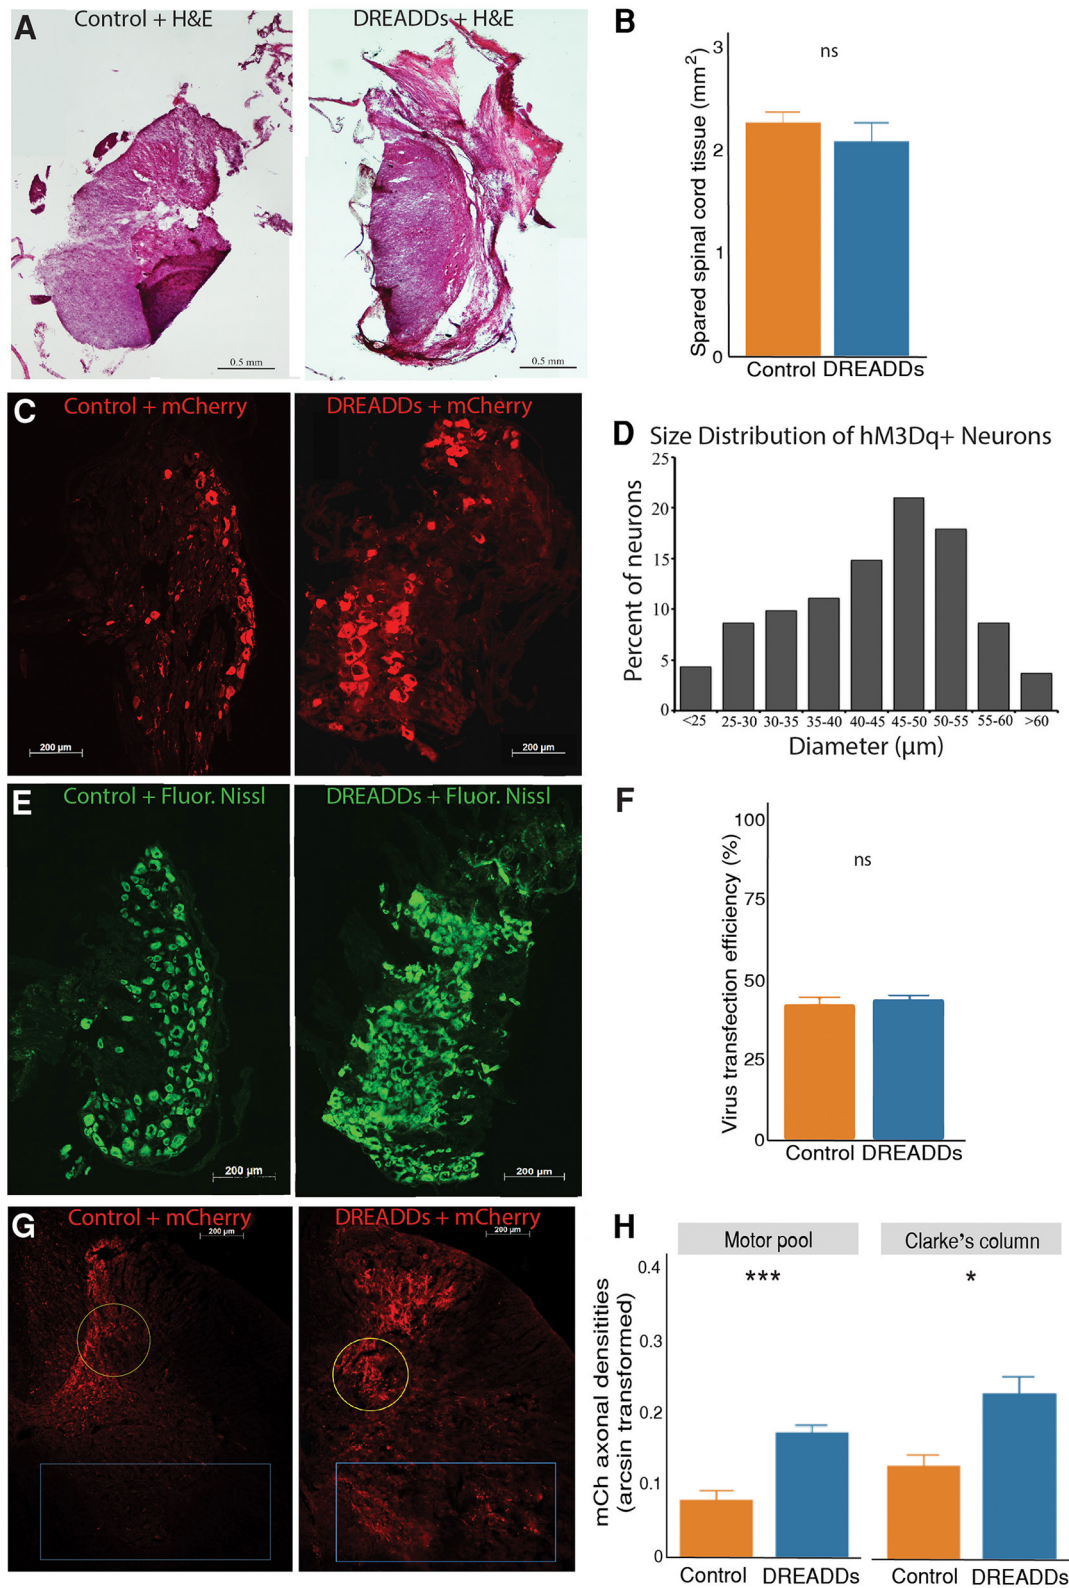 A
Control + H&E
DREADDs + H&E
0.5 mm
0.5 mm
B
Spared spinal cord tissue (mm2)
3
2
1
0
ns
Control DREADDs
C
Control + mCherry
DREADDs + mCherry
200 µm
200 µm
D
Size Distribution of hM3Dq+ Neurons
Percent of neurons
25
20
15
10
5
0
<25 25-30 30-35 35-40 40-45 45-50 50-55 55-60 >60
Diameter (µm)
E
Control + Fluor. Nissl
DREADDs + Fluor. Nissl
200 µm
200 µm
F
Virus transfection efficiency (%)
100
75
50
25
0
ns
Control DREADDs
G
Control + mCherry
DREADDs + mCherry
200 µm
200 µm
H
Motor pool
Clarke's column
mCh axonal densitities
(arcsin transformed)
0.4
0.3
0.2
0.1
0
***
*
Control DREADDs
Control DREADDs